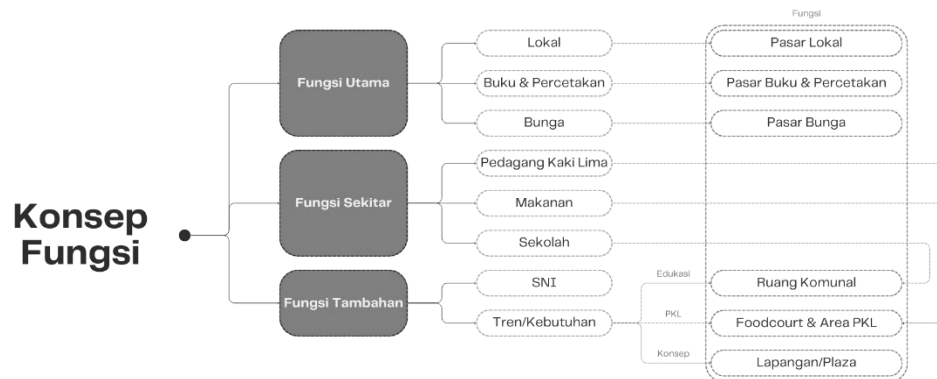 Fungsi
Konsep
Fungsi
Fungsi Utama
Lokal
Pasar Lokal
Buku & Percetakan
Pasar Buku & Percetakan
Bunga
Pasar Bunga
Fungsi Sekitar
Pedagang Kaki Lima
Makanan
Sekolah
Fungsi Tambahan
SNI
Tren/Kebutuhan
Edukasi
Ruang Komunal
PKL
Foodcourt & Area PKL
Konsep
Lapangan/Plaza